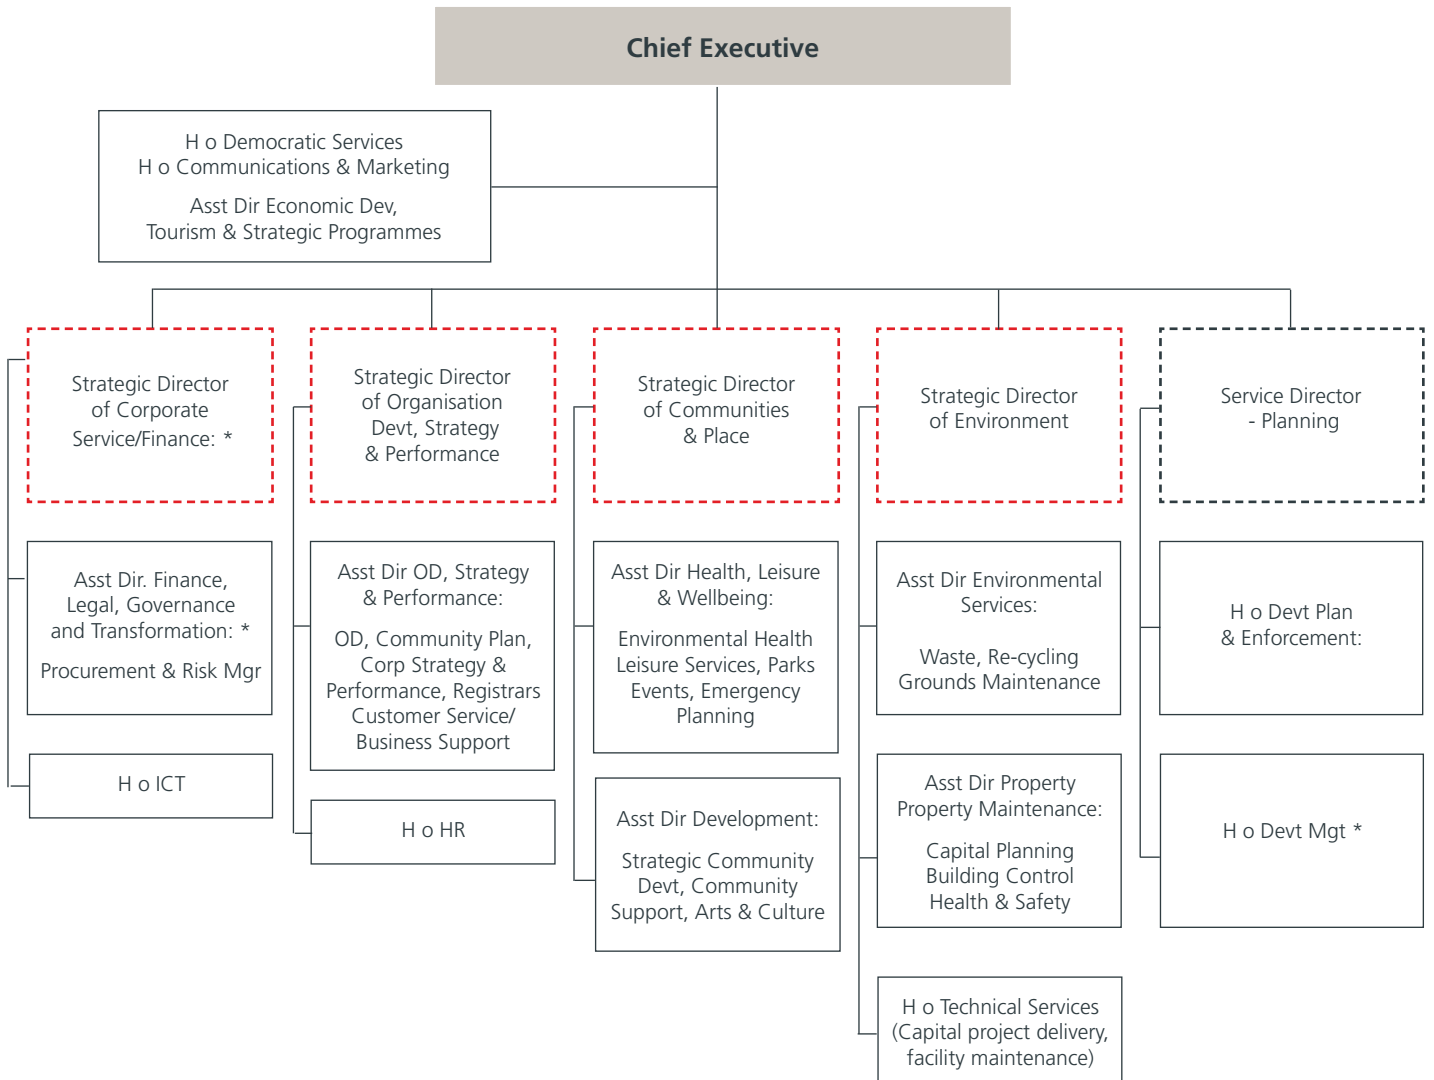 Chief Executive
H o Democratic Services
H o Communications & Marketing
Asst Dir Economic Dev,
Tourism & Strategic Programmes
Strategic Director
of Corporate
Service/Finance: *
Strategic Director
of Organisation
Devt, Strategy
& Performance
Strategic Director
of Communities
& Place
Strategic Director
of Environment
Service Director
- Planning
Asst Dir. Finance,
Legal, Governance
and Transformation: *
Procurement & Risk Mgr
H o ICT
Asst Dir OD, Strategy
& Performance:
OD, Community Plan,
Corp Strategy &
Performance, Registrars
Customer Service/
Business Support
H o HR
Asst Dir Health, Leisure
& Wellbeing:
Environmental Health
Leisure Services, Parks
Events, Emergency
Planning
Asst Dir Development:
Strategic Community
Devt, Community
Support, Arts & Culture
Asst Dir Environmental
Services:
Waste, Re-cycling
Grounds Maintenance
Asst Dir Property
Property Maintenance:
Capital Planning
Building Control
Health & Safety
H o Technical Services
(Capital project delivery,
facility maintenance)
H o Devt Plan
& Enforcement:
H o Devt Mgt *